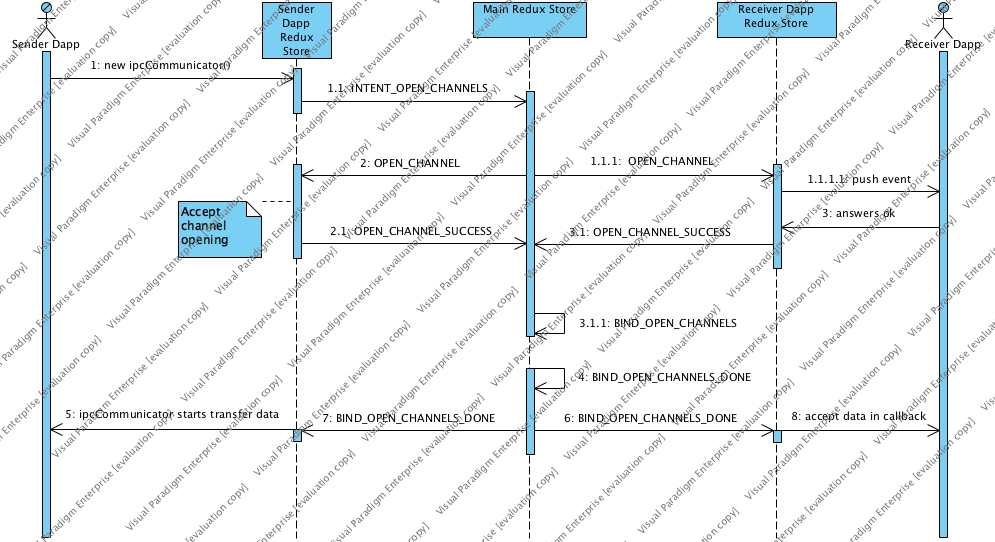 Sender Dapp
Sender
Dapp
Redux
Store
Main Redux Store
Receiver Dapp
Redux Store
Receiver Dapp
1: new ipcCommunicator()
1.1: INTENT_OPEN_CHANNELS
2: OPEN_CHANNEL
1.1.1: OPEN_CHANNEL
1.1.1.1: push event
Accept
channel
opening
3: answers ok
2.1: OPEN_CHANNEL_SUCCESS
3.1: OPEN_CHANNEL_SUCCESS
3.1.1: BIND_OPEN_CHANNELS
4: BIND_OPEN_CHANNELS_DONE
5: ipcCommunicator starts transfer data
7: BIND_OPEN_CHANNELS_DONE
6: BIND_OPEN_CHANNELS_DONE
8: accept data in callback
Visual Paradigm Enterprise [evaluation copy]